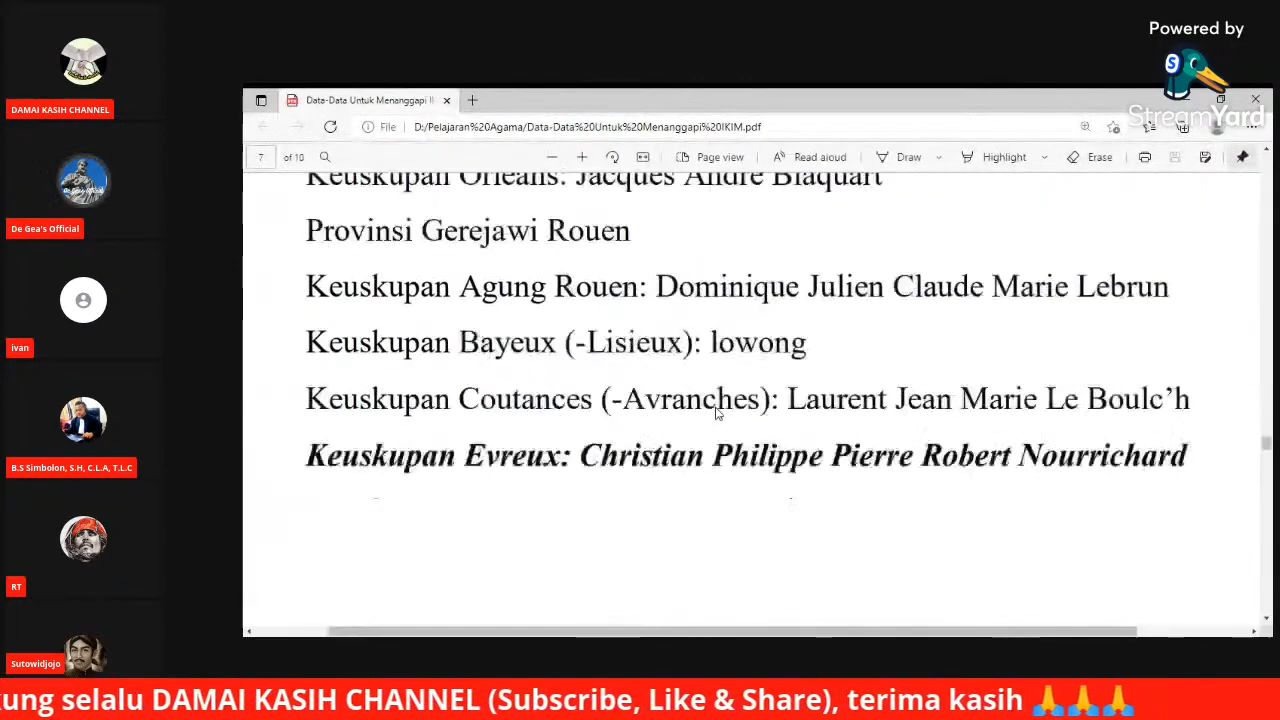 Powered by
StreamYard
DAMAI KASIH CHANNEL
De Gea's Official
ivan
B.S Simbolon, S.H, C.L.A, T.L.C
RT
Sutowidjojo
Data-Data Untuk Menanggapi
File D:/Pelajaran%20Agama/Data-Data%20Untuk%20Menanggapi%20IKIM.pdf
7 of 10 Page view Read aloud Draw Highlight Erase
Keuskupan Orleans: Jacques Andre Blaquart
Provinsi Gerejawi Rouen
Keuskupan Agung Rouen: Dominique Julien Claude Marie Lebrun
Keuskupan Bayeux (-Lisieux): lowong
Keuskupan Coutances (-Avranches): Laurent Jean Marie Le Boulc’h
Keuskupan Evreux: Christian Philippe Pierre Robert Nourrichard
kung selalu DAMAI KASIH CHANNEL (Subscribe, Like & Share), terima kasih 🙏🙏🙏